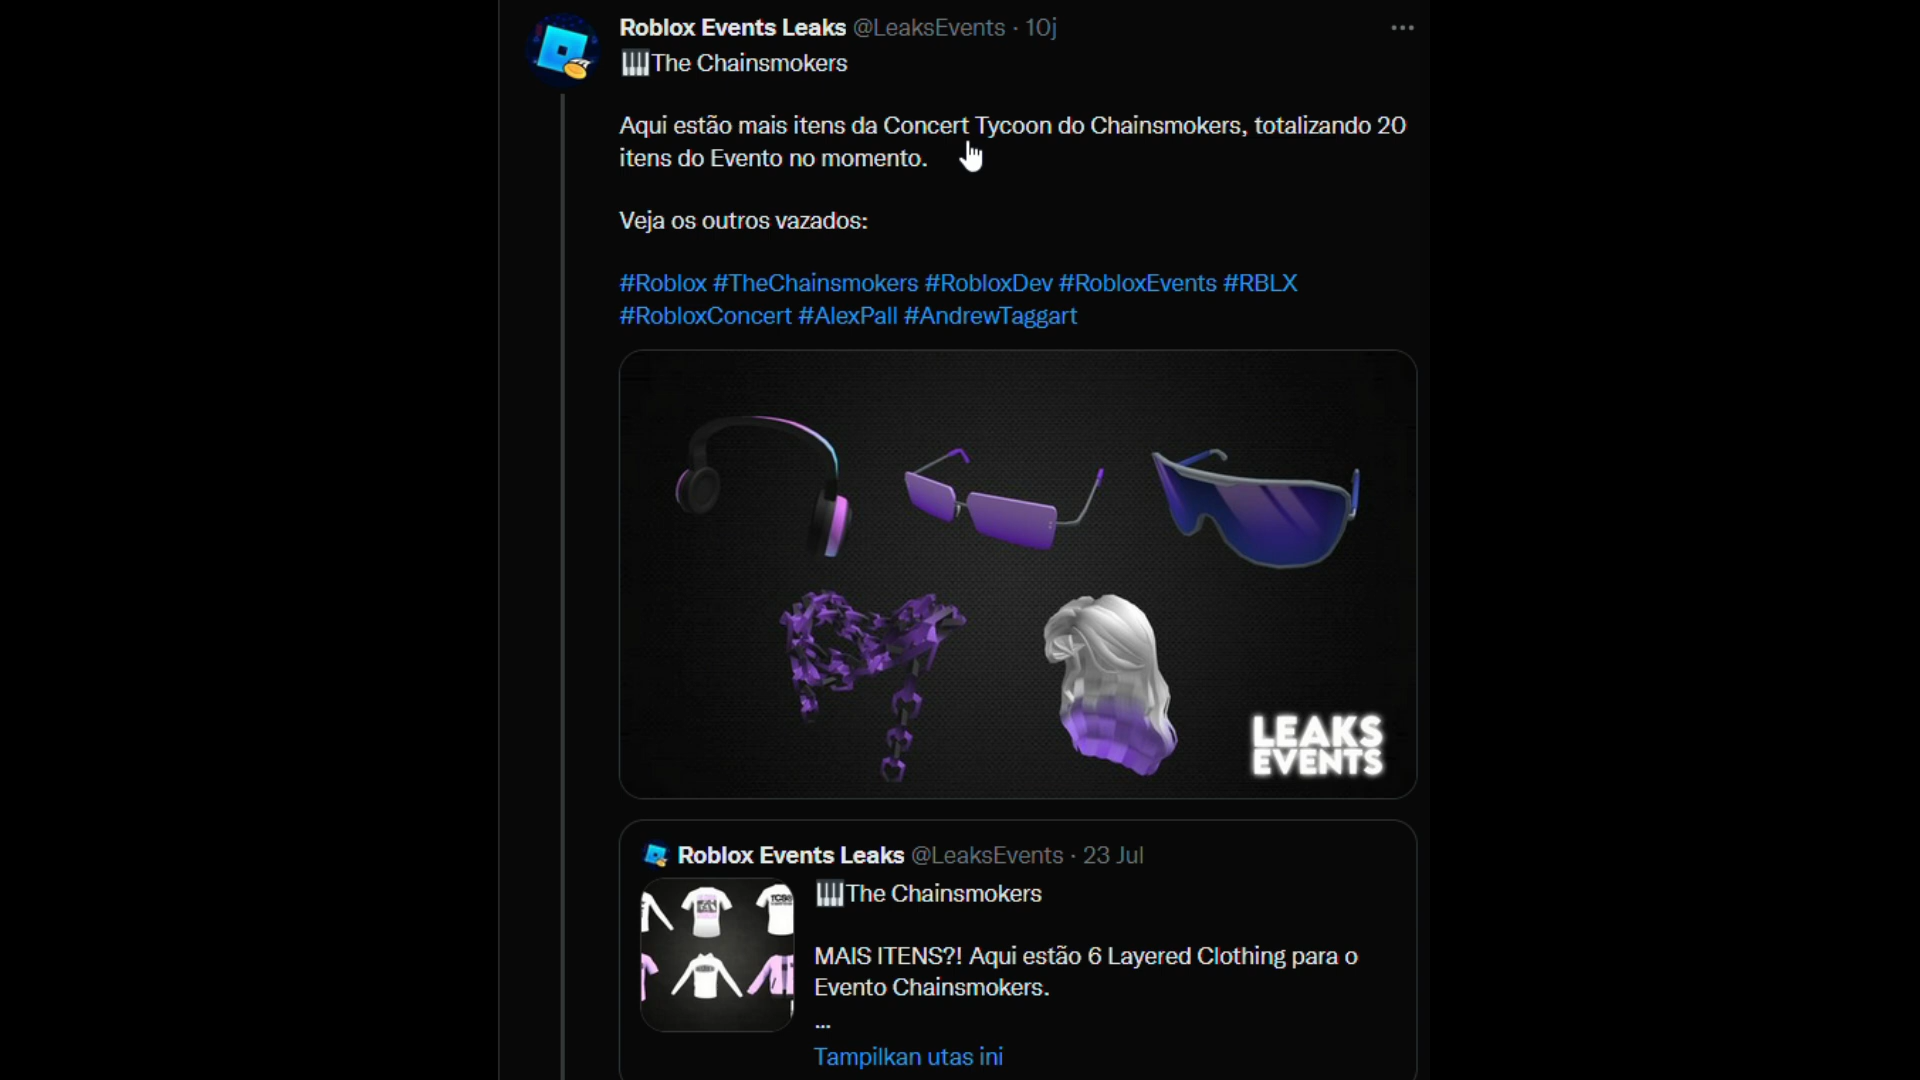 Roblox Events Leaks @LeaksEvents · 10j
🎹The Chainsmokers
Aqui estão mais itens da Concert Tycoon do Chainsmokers, totalizando 20
itens do Evento no momento.
Veja os outros vazados:
#Roblox #TheChainsmokers #RobloxDev #RobloxEvents #RBLX
#RobloxConcert #AlexPall #AndrewTaggart
LEAKS
EVENTS
Roblox Events Leaks @LeaksEvents · 23 Jul
🎹The Chainsmokers
MAIS ITENS?! Aqui estão 6 Layered Clothing para o
Evento Chainsmokers.
...
Tampilkan utas ini